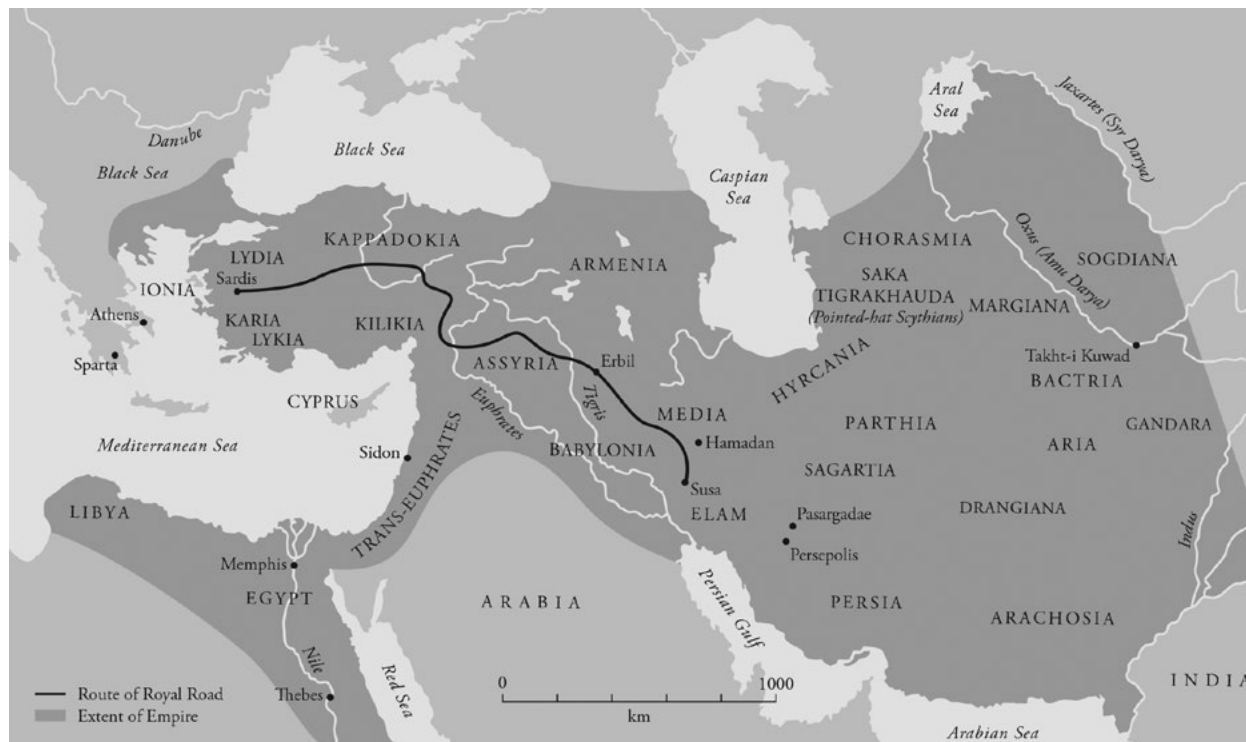 Aral
Sea
Jaxartes (Syr Darya)
Danube
Black Sea
Black Sea
Caspian
Sea
Oxus (Amu Darya)
KAPPADOKIA
CHORASMIA
LYDIA
Sardis
ARMENIA
SOGDIANA
SAKA
TIGRAKHAUDA
(Pointed-hat Scythians)
MARGIANA
IONIA
Athens
KARIA
LYKIA
KILIKIA
Sparta
ASSYRIA
Erbil
HYRCANIA
Takht-i Kuwad
BACTRIA
CYPRUS
Euphrates
Tigris
MEDIA
Hamadan
PARTHIA
ARIA
GANDARA
Mediterranean Sea
Sidon
TRANS-EUPHRATES
BABYLONIA
SAGARTIA
Susa
ELAM
DRANGIANA
LIBYA
Pasargadae
Persepolis
Indus
Memphis
EGYPT
ARABIA
Persian Gulf
PERSIA
ARACHOSIA
Nile
Red Sea
Thebes
INDIA
Route of Royal Road
Extent of Empire
0 1000
km
Arabian Sea